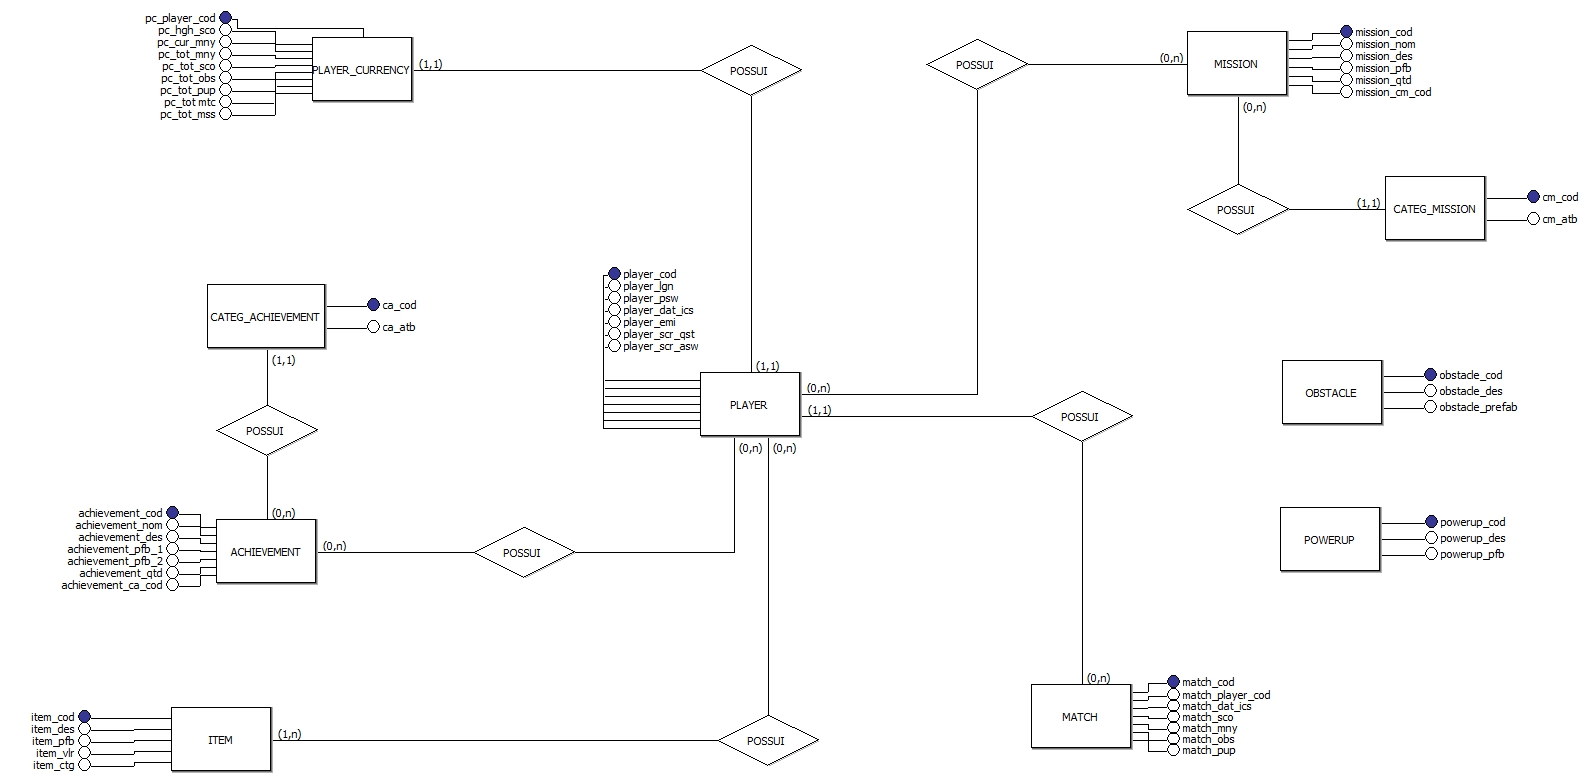 pc_player_cod
pc_hgh_sco
pc_cur_mny
pc_tot_mny
pc_tot_sco
pc_tot_obs
pc_tot_pup
pc_tot mtc
pc_tot_mss
PLAYER_CURRENCY
(1,1)
POSSUI
POSSUI
(0,n)
MISSION
mission_cod
mission_nom
mission_des
mission_pfb
mission_qtd
mission_cm_cod
(0,n)
POSSUI
(1,1)
CATEG_MISSION
cm_cod
cm_atb
CATEG_ACHIEVEMENT
ca_cod
ca_atb
(1,1)
POSSUI
player_cod
player_lgn
player_psw
player_dat_ics
player_emi
player_scr_qst
player_scr_asw
(1,1)
PLAYER
(0,n)
(1,1)
(0,n)
(0,n)
POSSUI
OBSTACLE
obstacle_cod
obstacle_des
obstacle_prefab
(0,n)
achievement_cod
achievement_nom
achievement_des
achievement_pfb_1
achievement_pfb_2
achievement_qtd
achievement_ca_cod
ACHIEVEMENT
(0,n)
POSSUI
POWERUP
powerup_cod
powerup_des
powerup_pfb
item_cod
item_des
item_pfb
item_vlr
item_ctg
ITEM
(1,n)
POSSUI
(0,n)
MATCH
match_cod
match_player_cod
match_dat_ics
match_sco
match_mny
match_obs
match_pup